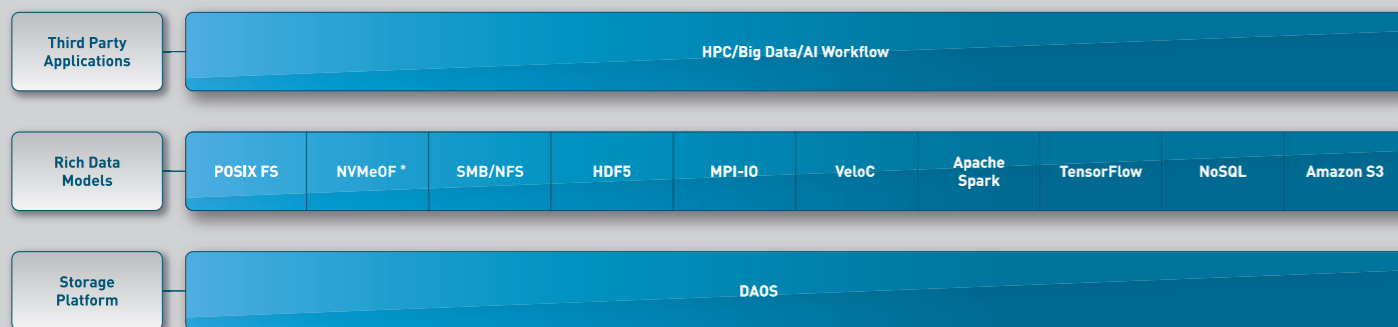 Third Party
Applications
HPC/Big Data/AI Workflow
Rich Data
Models
POSIX FS
NVMeOF *
SMB/NFS
HDF5
MPI-IO
VeloC
Apache
Spark
TensorFlow
NoSQL
Amazon S3
Storage
Platform
DAOS